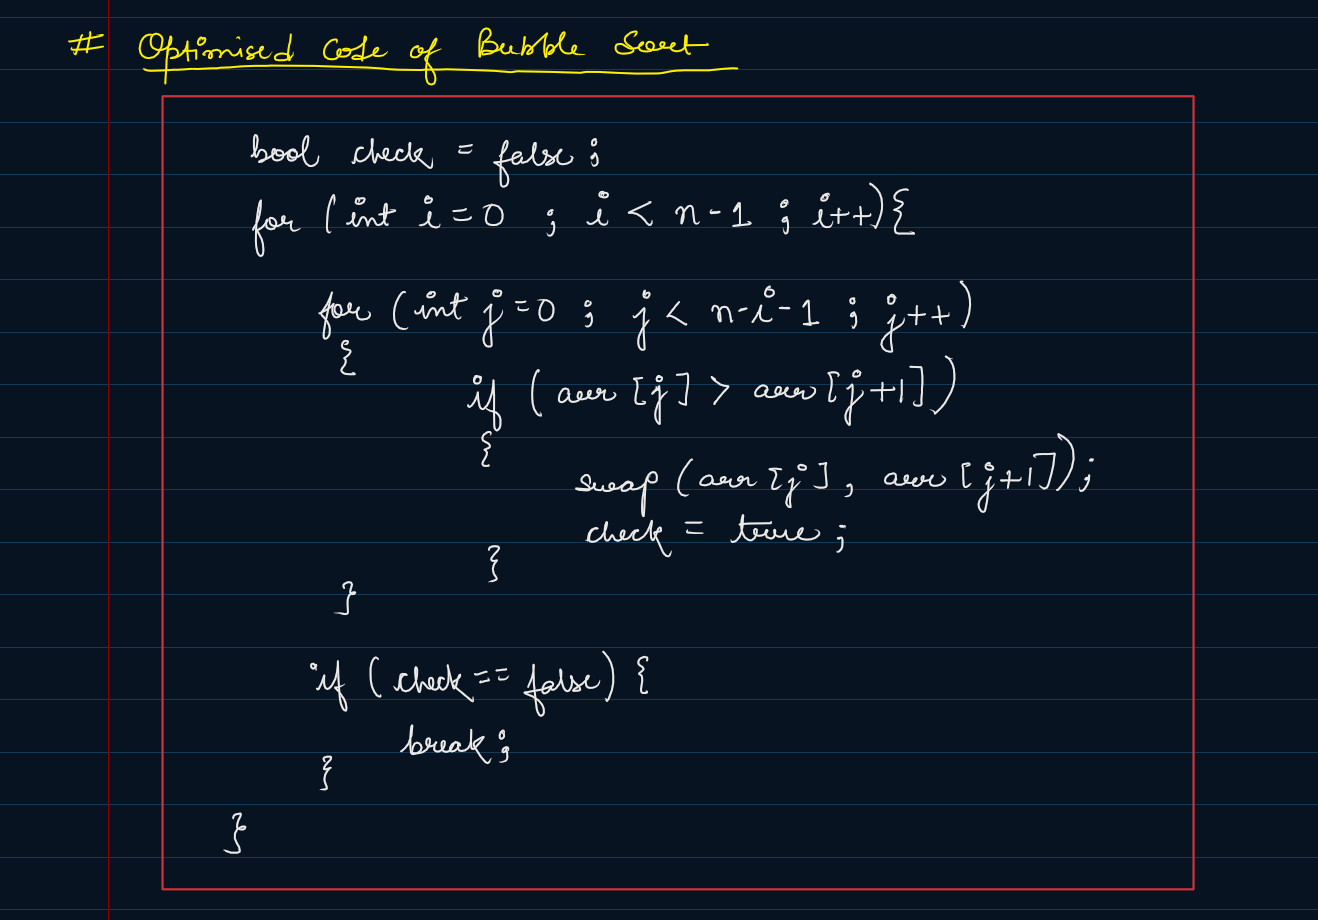 # Optimised Code of Bubble Sort
bool check = false ;
for ( int i = 0 ; i < n - 1 ; i++){
for ( int j = 0 ; j < n-i-1 ; j++)
{
if ( arr [j] > arr [j+1])
{
swap ( arr [j] , arr [j+1]) ;
check = true ;
}
}
if ( check == false ) {
break ;
}
}